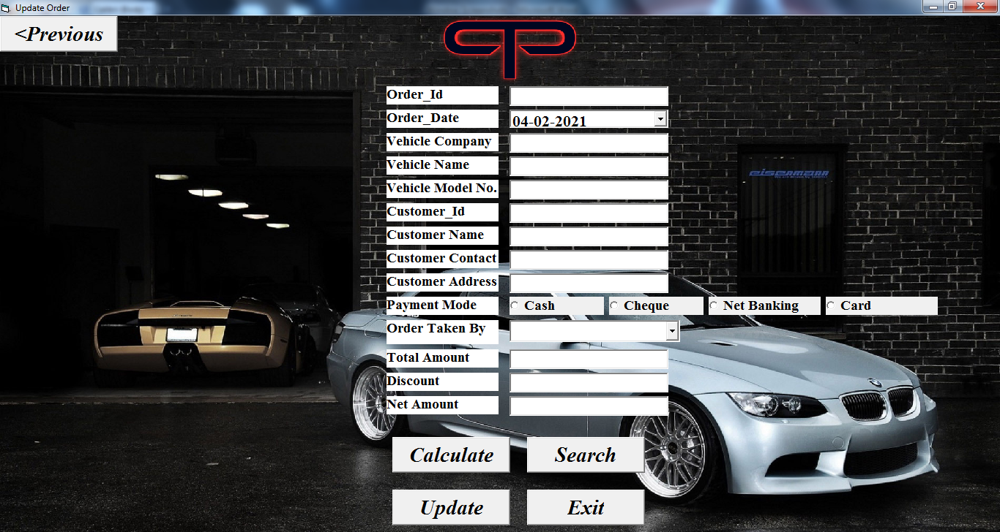 Update Order
<Previous
Order_Id
Order_Date 04-02-2021
Vehicle Company
Vehicle Name
eisenmann
Vehicle Model No.
Customer_Id
Customer Name
Customer Contact
Customer Address
Payment Mode Cash Cheque Net Banking Card
Order Taken By
Total Amount
Discount
Net Amount
Calculate Search
Update Exit